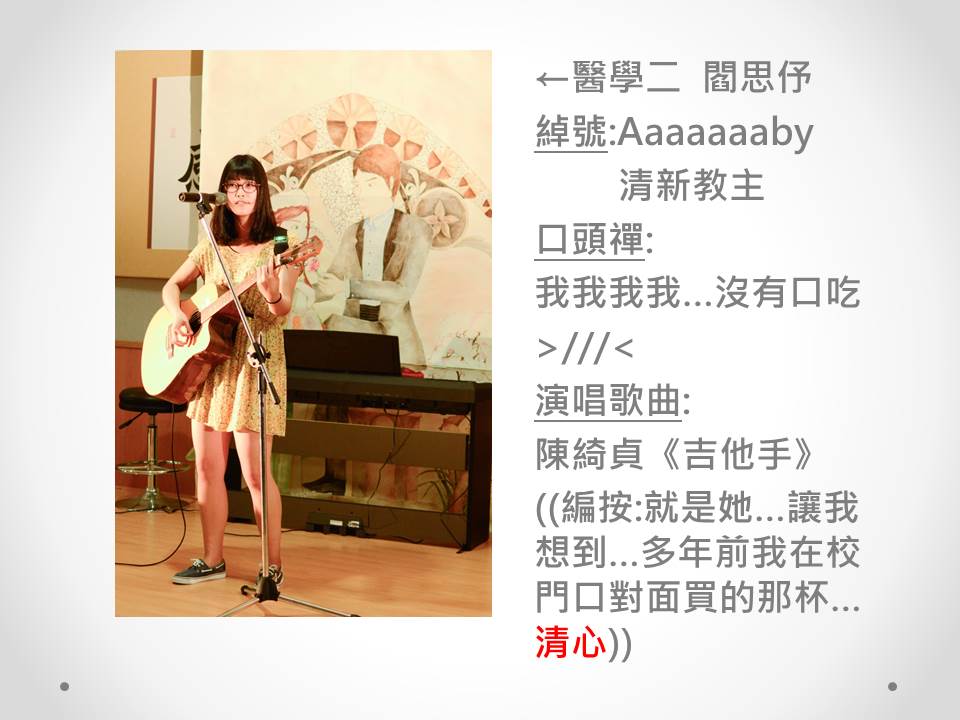 ←醫學二 閻思伃
綽號:Aaaaaaaby
清新教主
口頭禪:
我我我我…沒有口吃
>///<
演唱歌曲:
陳綺貞《吉他手》
((編按:就是她…讓我
想到…多年前我在校
門口對面買的那杯…
清心))